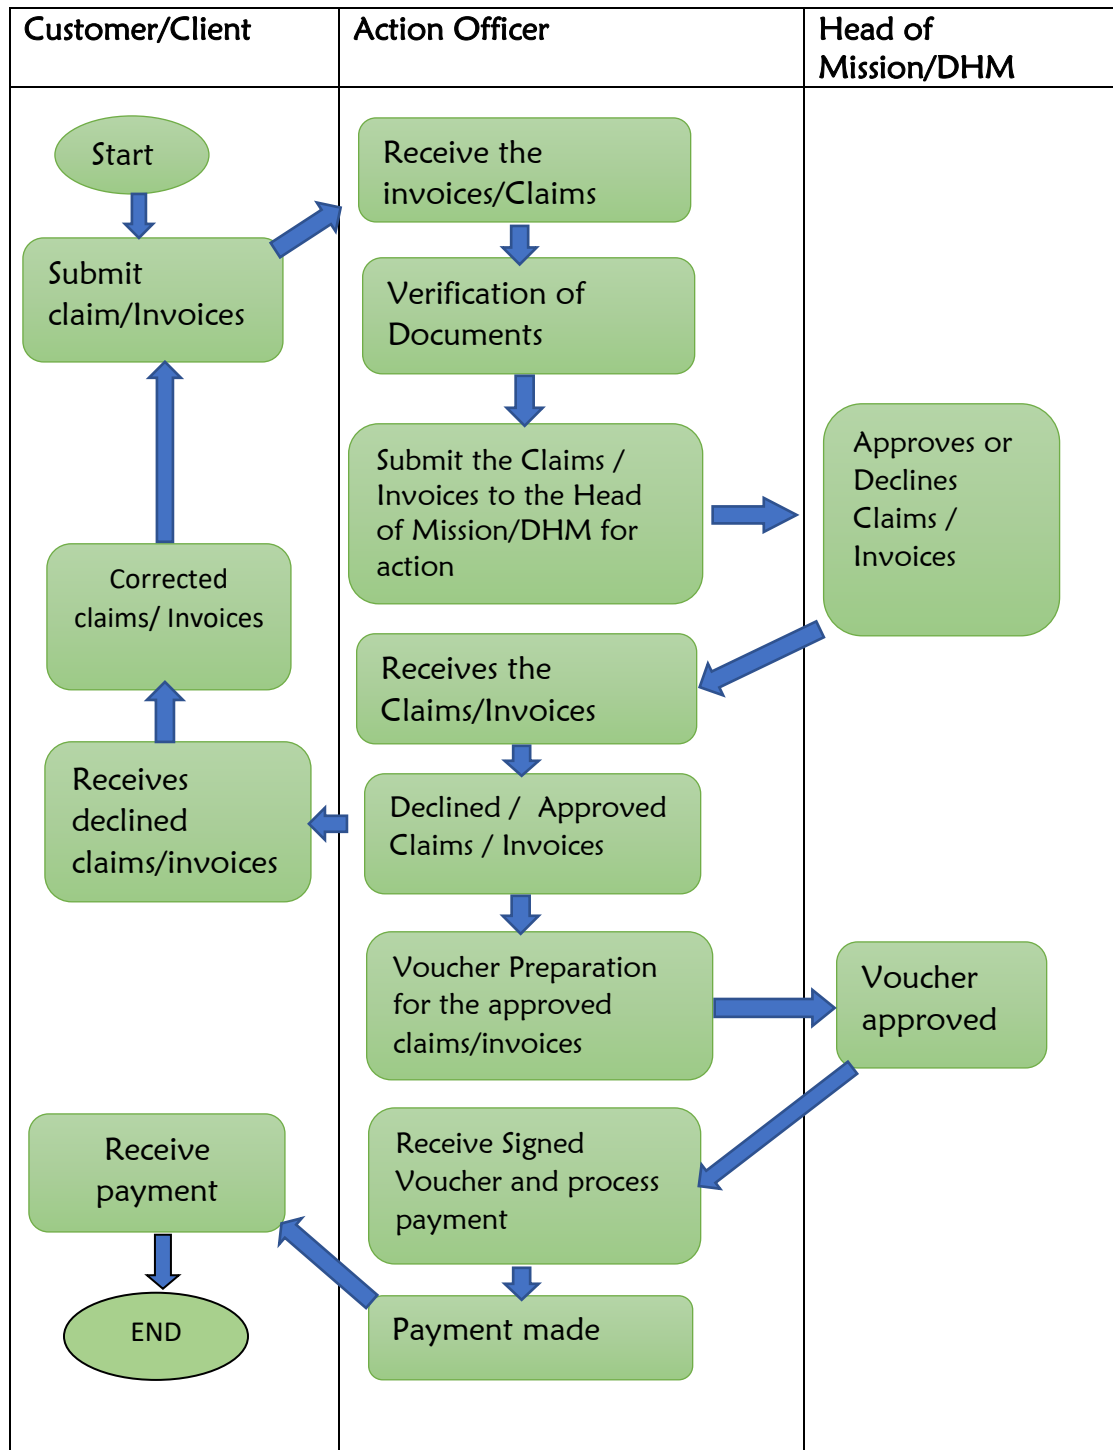 Customer/Client
Action Officer
Head of
Mission/DHM
Start
Submit
claim/Invoices
Receive the
invoices/Claims
Verification of
Documents
Submit the Claims /
Invoices to the Head
of Mission/DHM for
action
Approves or
Declines
Claims /
Invoices
Receives the
Claims/Invoices
Declined / Approved
Claims / Invoices
Receives
declined
claims/invoices
Corrected
claims/ Invoices
Voucher Preparation
for the approved
claims/invoices
Voucher
approved
Receive Signed
Voucher and process
payment
Payment made
Receive
payment
END